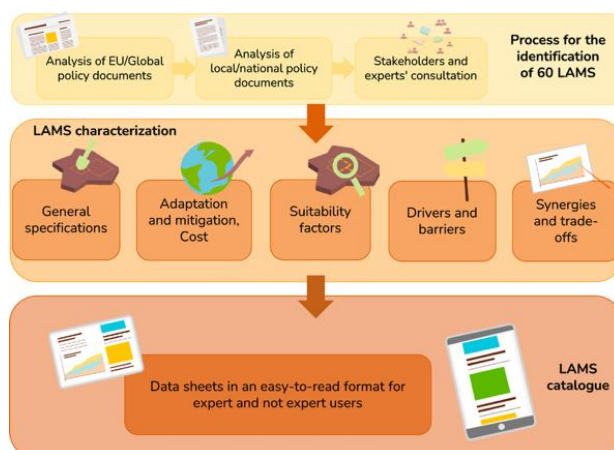 Analysis of EU/Global
policy documents
Analysis of
local/national policy
documents
Stakeholders and
experts' consultation
Process for the
identification
of 60 LAMS
LAMS characterization
General
specifications
Adaptation
and mitigation,
Cost
Suitability
factors
Drivers and
barriers
Synergies
and trade-
offs
Data sheets in an easy-to-read format for
expert and not expert users
LAMS
catalogue